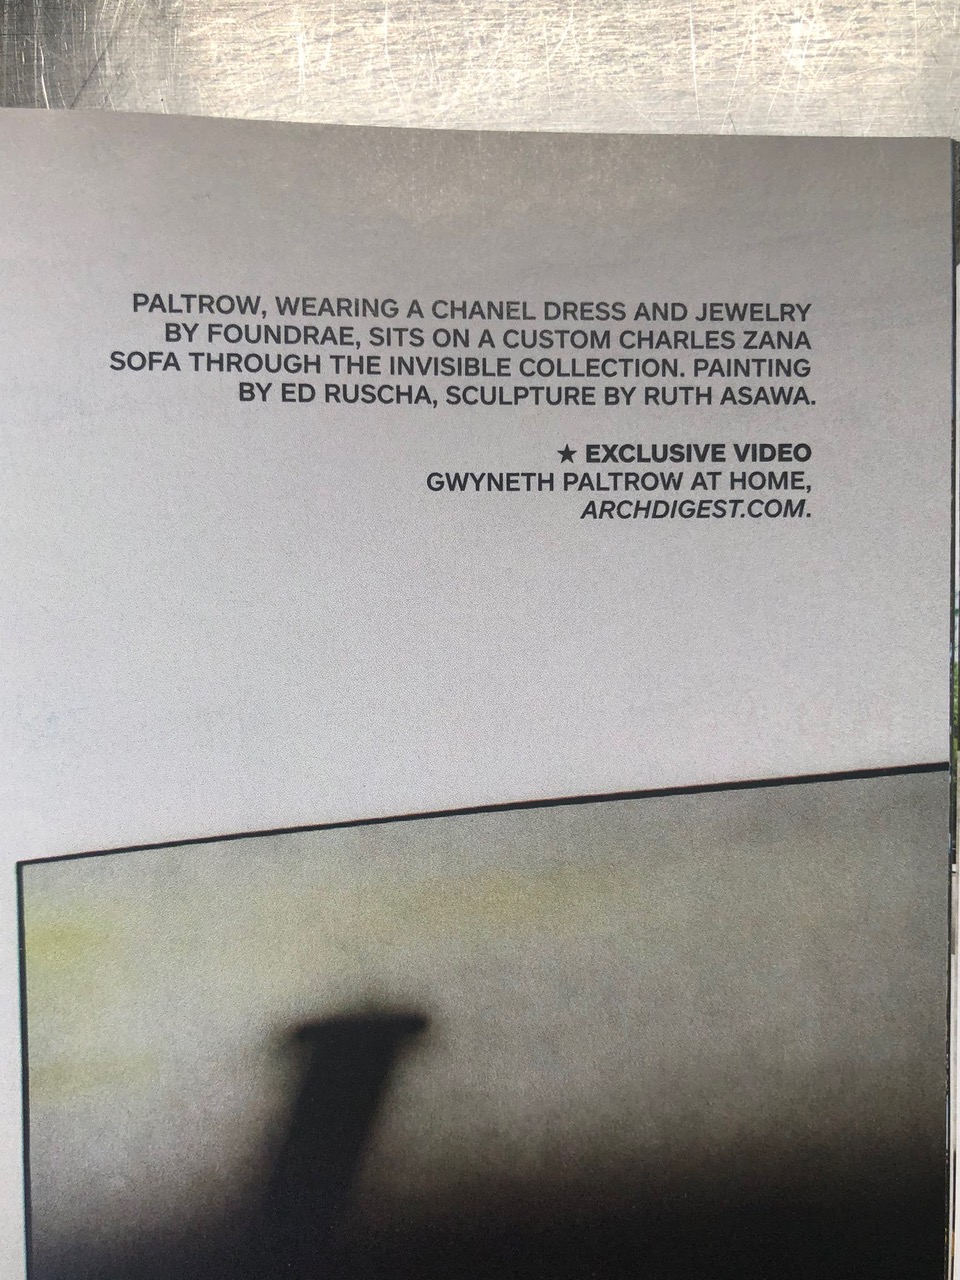 PALTROW, WEARING A CHANEL DRESS AND JEWELRY
BY FOUNDRAE, SITS ON A CUSTOM CHARLES ZANA
SOFA THROUGH THE INVISIBLE COLLECTION. PAINTING
BY ED RUSCHA, SCULPTURE BY RUTH ASAWA.
★ EXCLUSIVE VIDEO
GWYNETH PALTROW AT HOME,
ARCHDIGEST.COM.